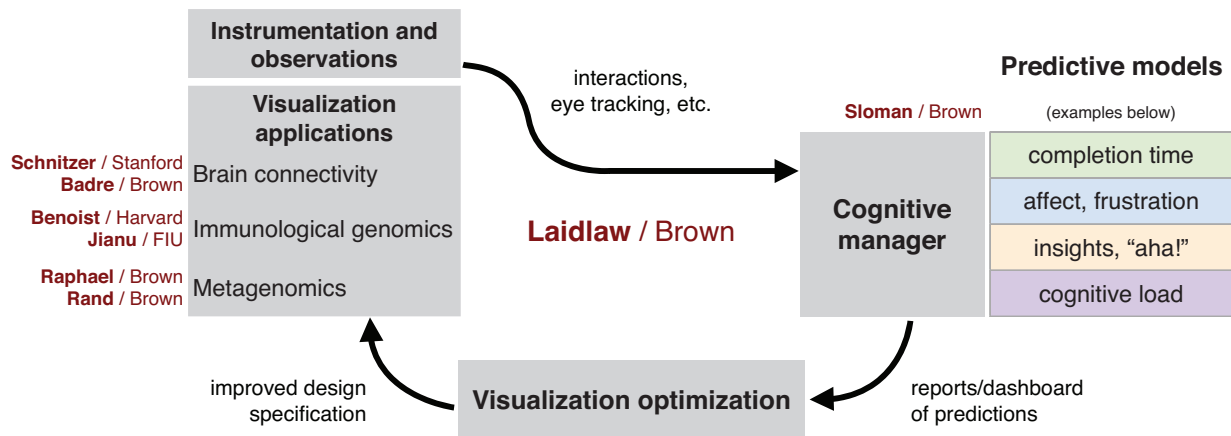 Instrumentation and
observations
Visualization
applications
Schnitzer / Stanford
Badre / Brown
Brain connectivity
Benoist / Harvard
Jianu / FIU
Immunological genomics
Raphael / Brown
Rand / Brown
Metagenomics
interactions,
eye tracking, etc.
Laidlaw / Brown
Sloman / Brown
Cognitive
manager
Predictive models
(examples below)
completion time
affect, frustration
insights, “aha!”
cognitive load
reports/dashboard
of predictions
Visualization optimization
improved design
specification